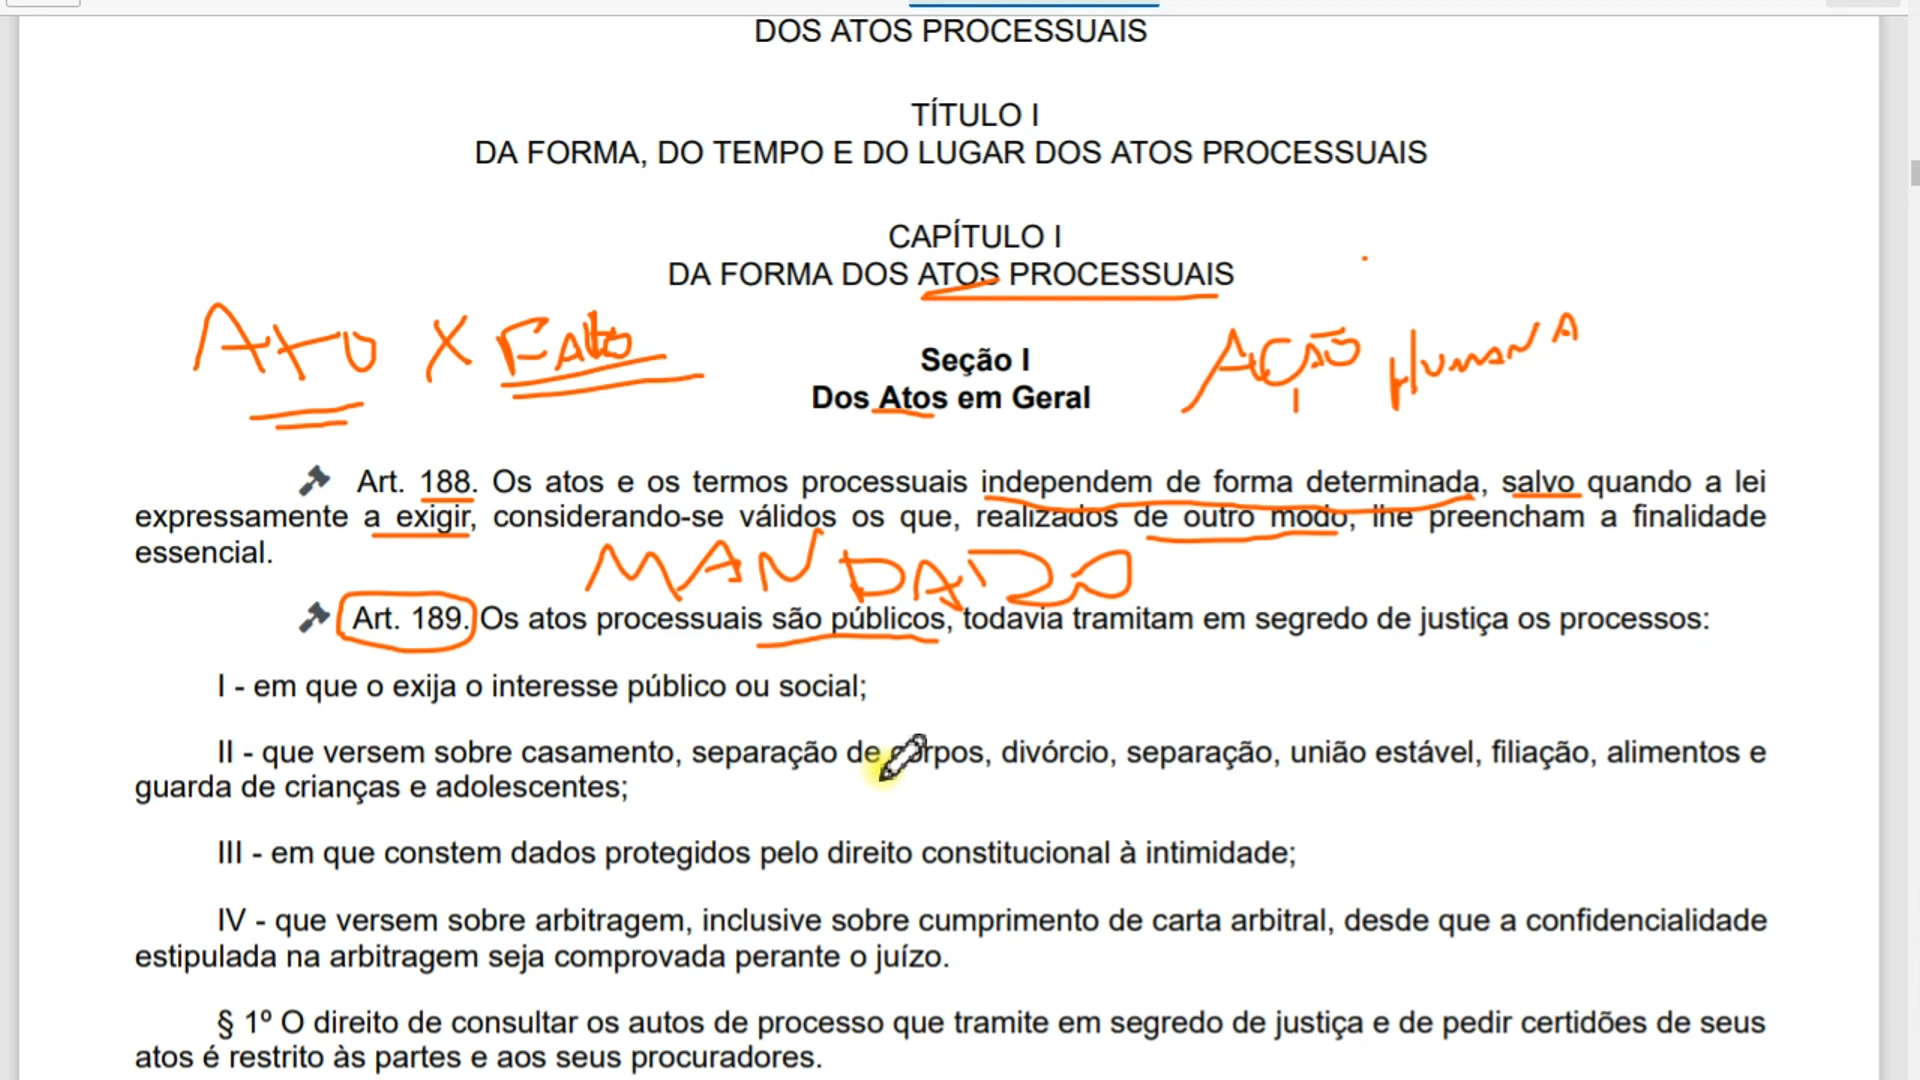 DOS ATOS PROCESSUAIS
TÍTULO I
DA FORMA, DO TEMPO E DO LUGAR DOS ATOS PROCESSUAIS
CAPÍTULO I
DA FORMA DOS ATOS PROCESSUAIS
ATO X FATO
AÇÃO HUMANA
Seção I
Dos Atos em Geral
Art. 188. Os atos e os termos processuais independem de forma determinada, salvo quando a lei
expressamente a exigir, considerando-se válidos os que, realizados de outro modo, lhe preencham a finalidade
essencial.
MANDADO
Art. 189. Os atos processuais são públicos, todavia tramitam em segredo de justiça os processos:
I - em que o exija o interesse público ou social;
II - que versem sobre casamento, separação de corpos, divórcio, separação, união estável, filiação, alimentos e
guarda de crianças e adolescentes;
III - em que constem dados protegidos pelo direito constitucional à intimidade;
IV - que versem sobre arbitragem, inclusive sobre cumprimento de carta arbitral, desde que a confidencialidade
estipulada na arbitragem seja comprovada perante o juízo.
§ 1º O direito de consultar os autos de processo que tramite em segredo de justiça e de pedir certidões de seus
atos é restrito às partes e aos seus procuradores.